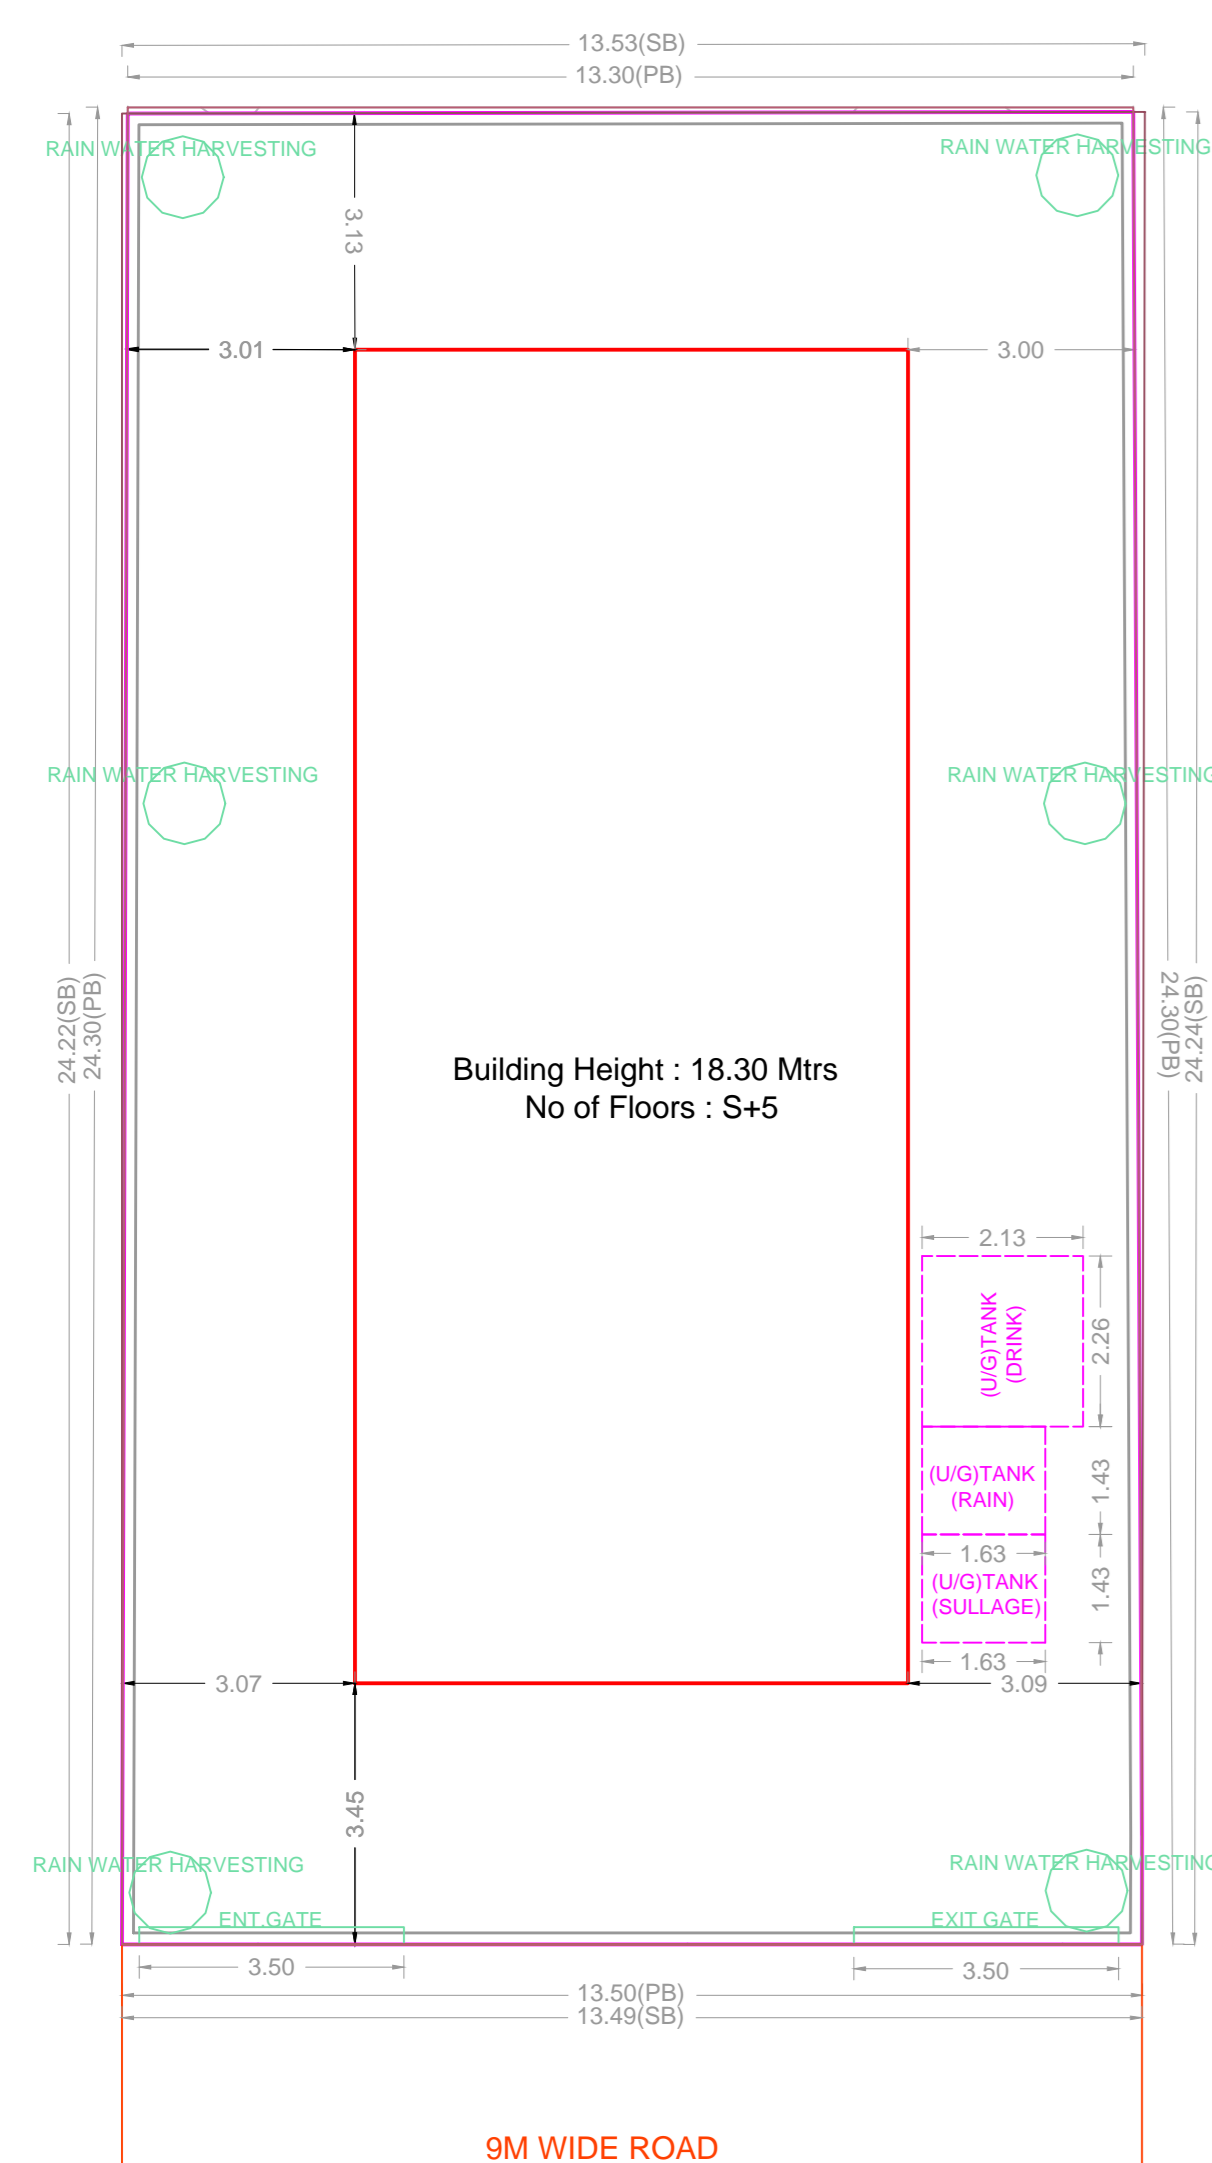 13.53(SB)
13.30(PB)
RAIN WATER HARVESTING
RAIN WATER HARVESTING
3.13
3.01
3.00
RAIN WATER HARVESTING
RAIN WATER HARVESTING
24.22(SB)
24.30(PB)
24.30(PB)
24.24(SB)
Building Height : 18.30 Mtrs
No of Floors : S+5
2.13
(U/G)TANK
(DRINK)
2.26
(U/G)TANK
(RAIN)
1.43
1.63
(U/G)TANK
(SULLAGE)
1.43
1.63
3.07
3.09
3.45
RAIN WATER HARVESTING
RAIN WATER HARVESTING
ENT.GATE
EXIT GATE
3.50
3.50
13.50(PB)
13.49(SB)
9M WIDE ROAD